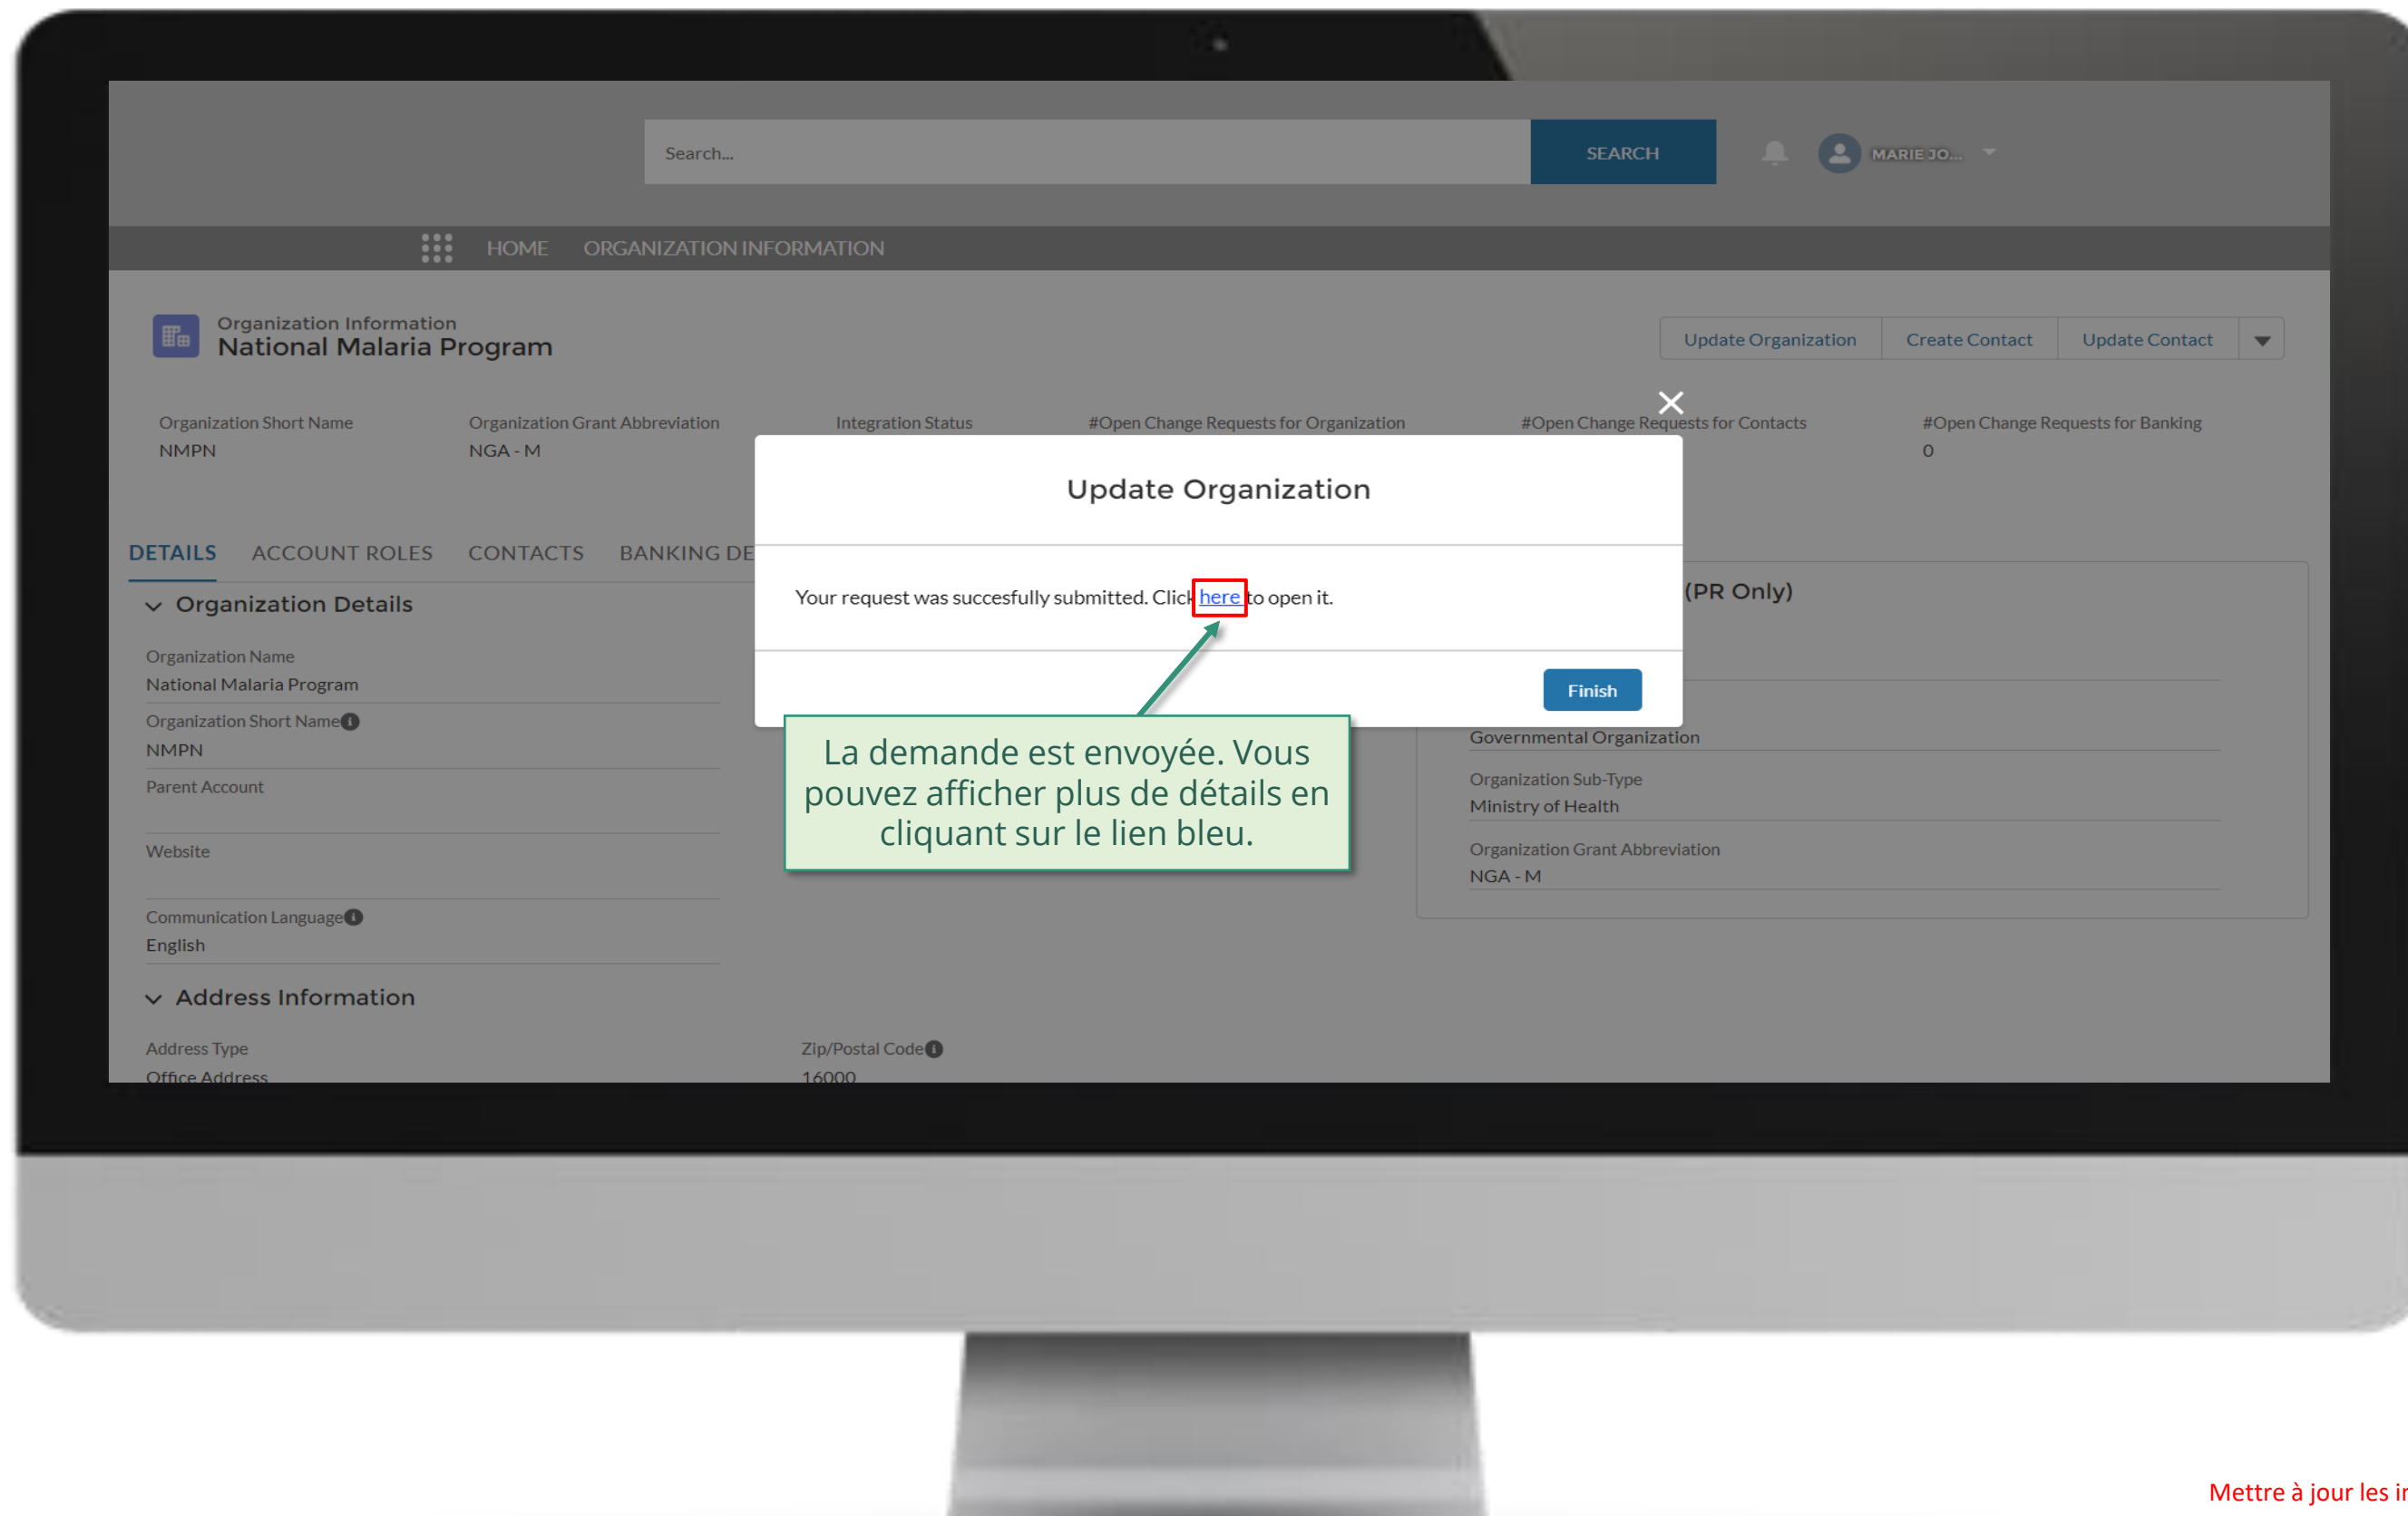 Search...
SEARCH
MARIE JO...
HOME ORGANIZATION INFORMATION
Organization Information
National Malaria Program
Update Organization Create Contact Update Contact
Organization Short Name Organization Grant Abbreviation Integration Status #Open Change Requests for Organization #Open Change Requests for Contacts #Open Change Requests for Banking
NMPN NGA - M 0
Update Organization
DETAILS ACCOUNT ROLES CONTACTS BANKING DE
Your request was succesfully submitted. Click here to open it.
Finish
(PR Only)
Organization Details
Organization Name
National Malaria Program
Organization Short Name
NMPN
Parent Account
Website
Communication Language
English
La demande est envoyée. Vous
pouvez afficher plus de détails en
cliquant sur le lien bleu.
Governmental Organization
Organization Sub-Type
Ministry of Health
Organization Grant Abbreviation
NGA - M
Address Information
Address Type Zip/Postal Code
Office Address 16000
Mettre à jour les